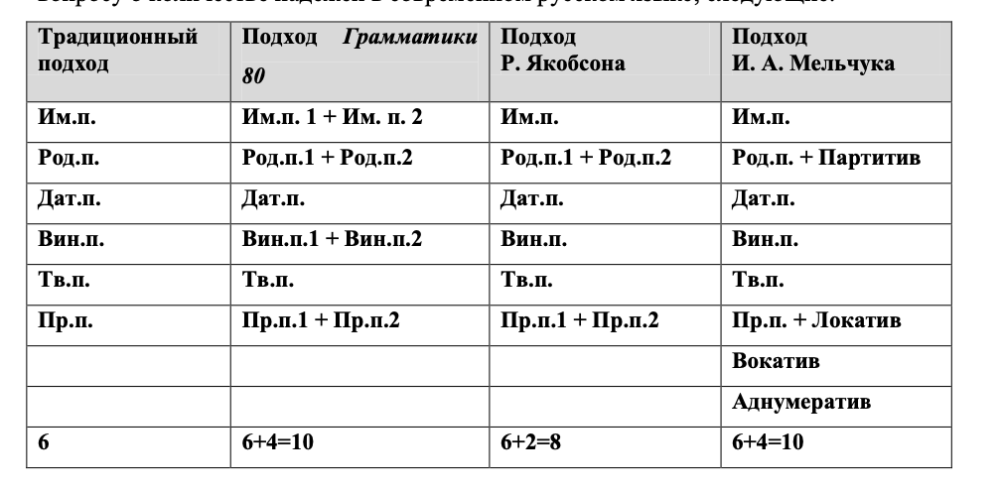 вопросу о количестве падежей в современном русском языке, следующие:
Традиционный подход | Подход Грамматики 80 | Подход Р. Якобсона | Подход И. А. Мельчука
Им.п. | Им.п. 1 + Им. п. 2 | Им.п. | Им.п.
Род.п. | Род.п.1 + Род.п.2 | Род.п.1 + Род.п.2 | Род.п. + Партитив
Дат.п. | Дат.п. | Дат.п. | Дат.п.
Вин.п. | Вин.п.1 + Вин.п.2 | Вин.п. | Вин.п.
Тв.п. | Тв.п. | Тв.п. | Тв.п.
Пр.п. | Пр.п.1 + Пр.п.2 | Пр.п.1 + Пр.п.2 | Пр.п. + Локатив
Вокатив
Аднумератив
6 | 6+4=10 | 6+2=8 | 6+4=10